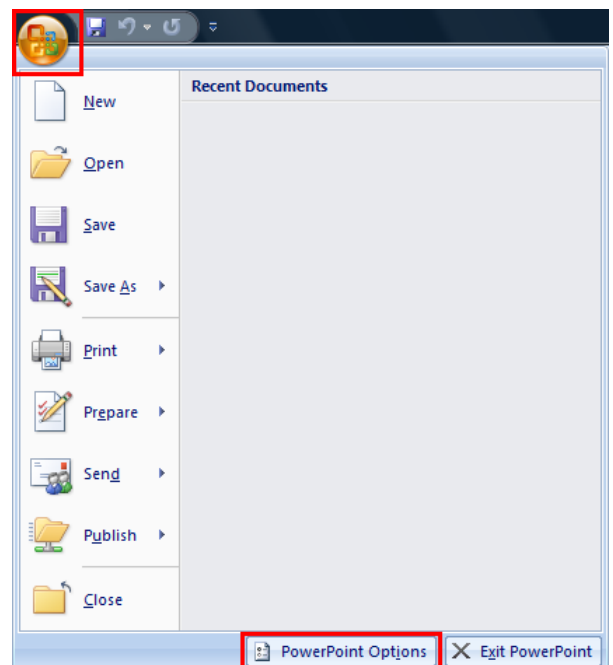 Recent Documents
New
Open
Save
Save As
Print
Prepare
Send
Publish
Close
PowerPoint Options
Exit PowerPoint